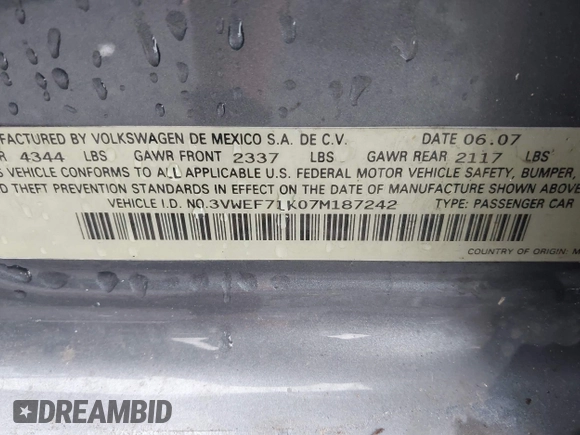 FACTURED BY VOLKSWAGEN DE MEXICO S.A. DE C.V. DATE 06.07
R 4344 LBS GAWR FRONT 2337 LBS GAWR REAR 2117 LBS
VEHICLE CONFORMS TO ALL APPLICABLE U.S. FEDERAL MOTOR VEHICLE SAFETY, BUMPER,
D THEFT PREVENTION STANDARDS IN EFFECT ON THE DATE OF MANUFACTURE SHOWN ABOVE
VEHICLE I.D. NO.3VWEF71K07M187242 TYPE: PASSENGER CAR
COUNTRY OF ORIGIN: M
DREAMBID